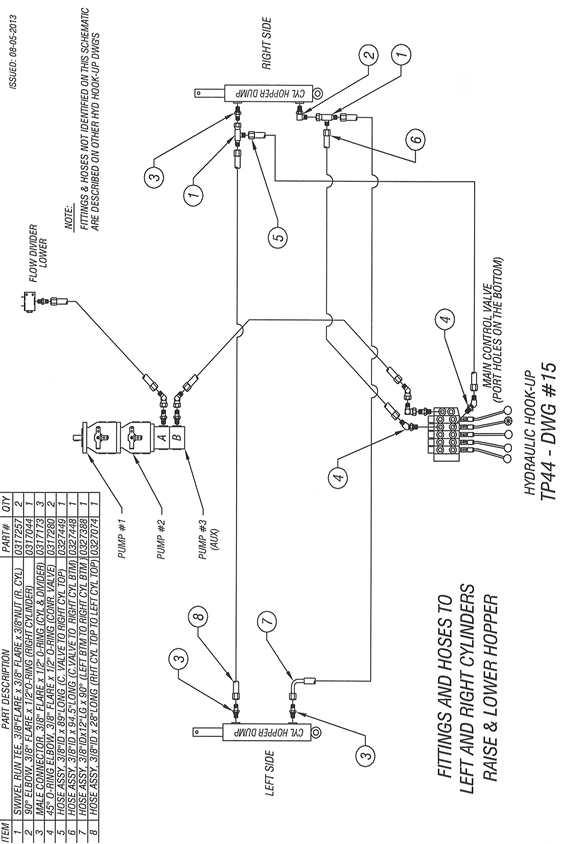 ITEM PART DESCRIPTION PART# QTY
1 SWIVEL RUN TEE, 3/8" FLARE x 3/8" FLARE x 3/8"NUT (R. CYL) 0317257 2
2 90° ELBOW, 3/8" FLARE x 1/2"O-RING (RIGHT CYLINDER) 0317044 1
3 MALE CONNECTOR, 3/8" FLARE x 1/2" O-RING (CYL & DIVIDER) 0317173 3
4 45° O-RING ELBOW, 3/8" FLARE x 1/2" O-RING (CONR. VALVE) 0317280 2
5 HOSE ASSY, 3/8"ID x 89"LONG (C. VALVE TO RIGHT CYL TOP) 0327449 1
6 HOSE ASSY, 3/8"ID x 94.5"LONG (C.VALVE TO RIGHT CYL BTM) 0327448 1
7 HOSE ASSY, 3/8"IDx12"LG x 90° (LEFT BTM TO RIGHT CYL BTM) 0327388 1
8 HOSE ASSY, 3/8"ID x 28"LONG (RHT CYL TOP TO LEFT CYL TOP) 0327074 1
ISSUED: 08-05-2013
NOTE:
FITTINGS & HOSES NOT IDENTIFIED ON THIS SCHEMATIC
ARE DESCRIBED ON OTHER HYD HOOK-UP DWGS
FLOW DIVIDER
LOWER
PUMP #1
PUMP #2
PUMP #3
(AUX)
A
B
RIGHT SIDE
CYL HOPPER DUMP
3
1
5
2
1
6
LEFT SIDE
CYL HOPPER DUMP
3
8
7
3
4
4
MAIN CONTROL VALVE
(PORT HOLES ON THE BOTTOM)
FITTINGS AND HOSES TO
LEFT AND RIGHT CYLINDERS
RAISE & LOWER HOPPER
HYDRAULIC HOOK-UP
TP44 - DWG #15